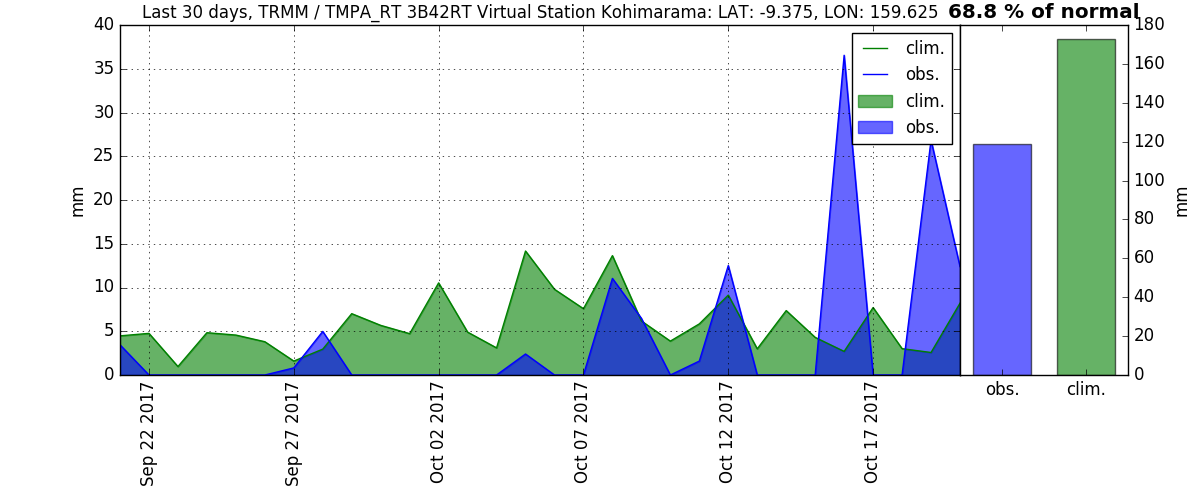 Last 30 days, TRMM / TMPA_RT 3B42RT Virtual Station Kohimarama: LAT: -9.375, LON: 159.625
68.8 % of normal
40
35
30
25
20
15
10
5
0
mm
clim.
obs.
clim.
obs.
180
160
140
120
100
80
60
40
20
0
mm
Sep 22 2017
Sep 27 2017
Oct 02 2017
Oct 07 2017
Oct 12 2017
Oct 17 2017
obs.
clim.